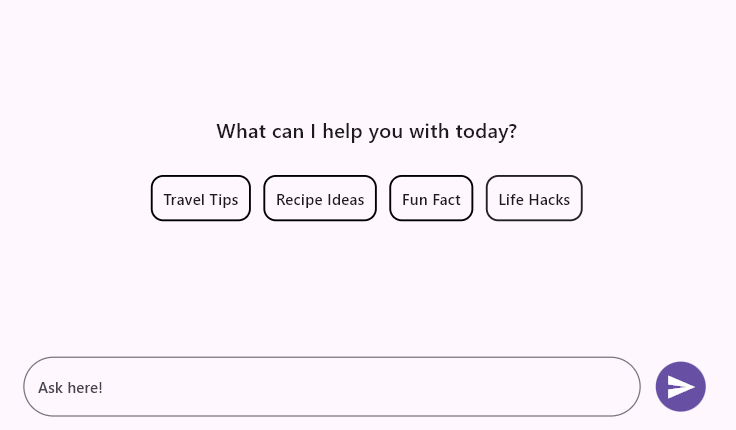 What can I help you with today?
Travel Tips Recipe Ideas Fun Fact Life Hacks
Ask here!